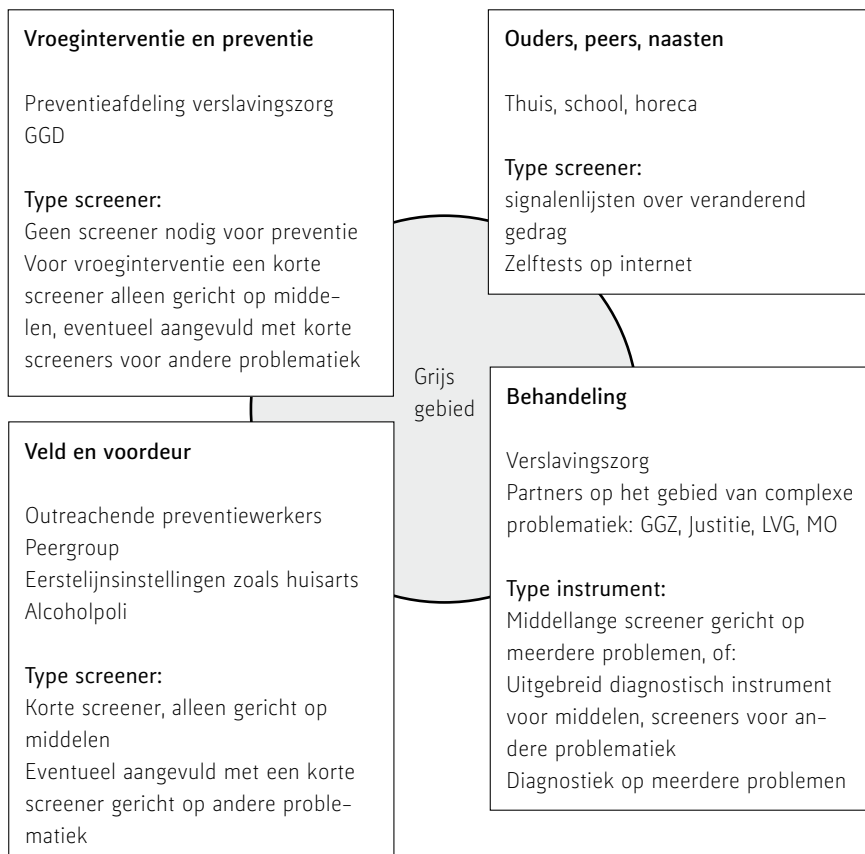 Vroeginterventie en preventie
Preventieafdeling verslavingszorg
GGD
Type screener:
Geen screener nodig voor preventie
Voor vroeginterventie een korte
screener alleen gericht op midde-
len, eventueel aangevuld met korte
screeners voor andere problematiek
Ouders, peers, naasten
Thuis, school, horeca
Type screener:
signalenlijsten over veranderend
gedrag
Zelftests op internet
Grijs
gebied
Veld en voordeur
Outreachende preventiewerkers
Peergroup
Eerstelijnsinstellingen zoals huisarts
Alcoholpoli
Type screener:
Korte screener, alleen gericht op
middelen
Eventueel aangevuld met een korte
screener gericht op andere proble-
matiek
Behandeling
Verslavingszorg
Partners op het gebied van complexe
problematiek: GGZ, Justitie, LVG, MO
Type instrument:
Middellange screener gericht op
meerdere problemen, of:
Uitgebreid diagnostisch instrument
voor middelen, screeners voor an-
dere problematiek
Diagnostiek op meerdere problemen